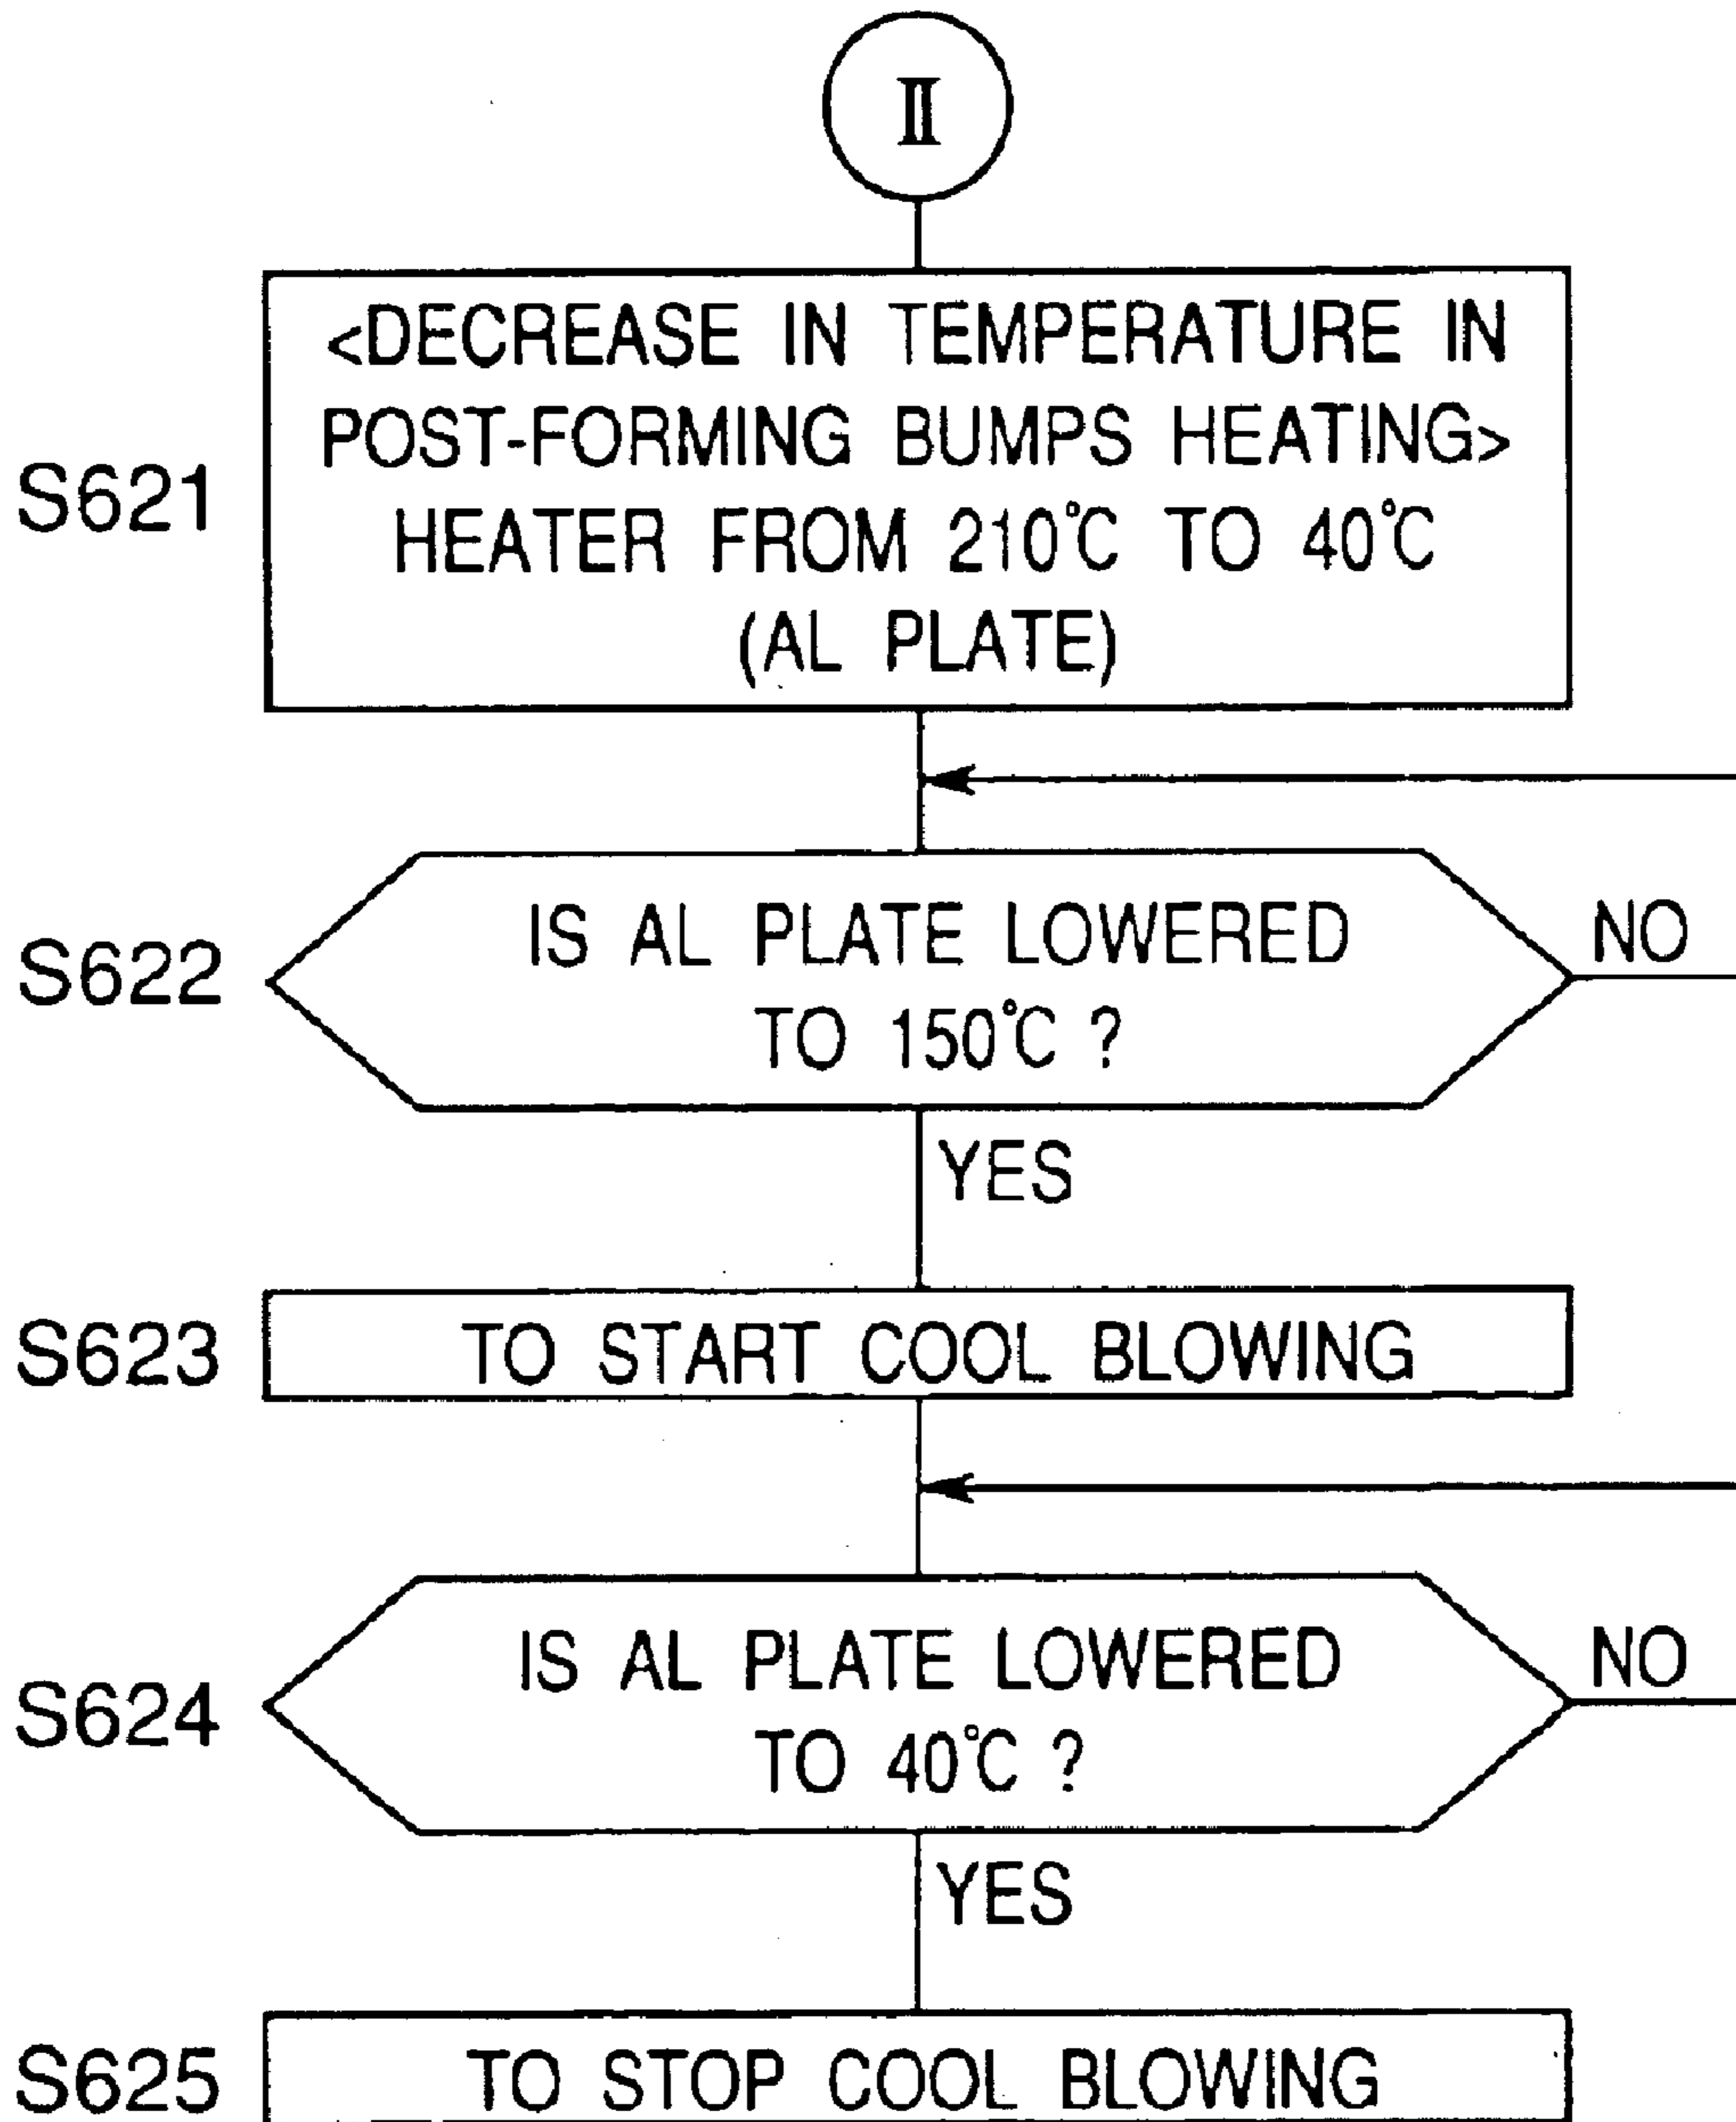 II
<DECREASE IN TEMPERATURE IN
POST-FORMING BUMPS HEATING>
HEATER FROM 210°C TO 40°C
(AL PLATE)
S621
IS AL PLATE LOWERED
TO 150°C ?
NO
S622
YES
S623
TO START COOL BLOWING
IS AL PLATE LOWERED
TO 40°C ?
NO
S624
YES
S625
TO STOP COOL BLOWING